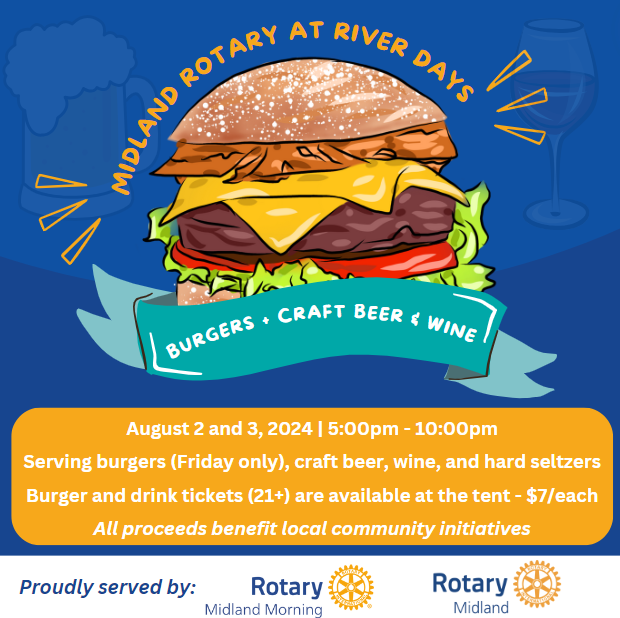 MIDLAND ROTARY AT RIVER DAYS
BURGERS + CRAFT BEER & WINE
August 2 and 3, 2024 | 5:00pm - 10:00pm
Serving burgers (Friday only), craft beer, wine, and hard seltzers
Burger and drink tickets (21+) are available at the tent - $7/each
All proceeds benefit local community initiatives
Proudly served by:
Rotary
Midland Morning
Rotary
Midland